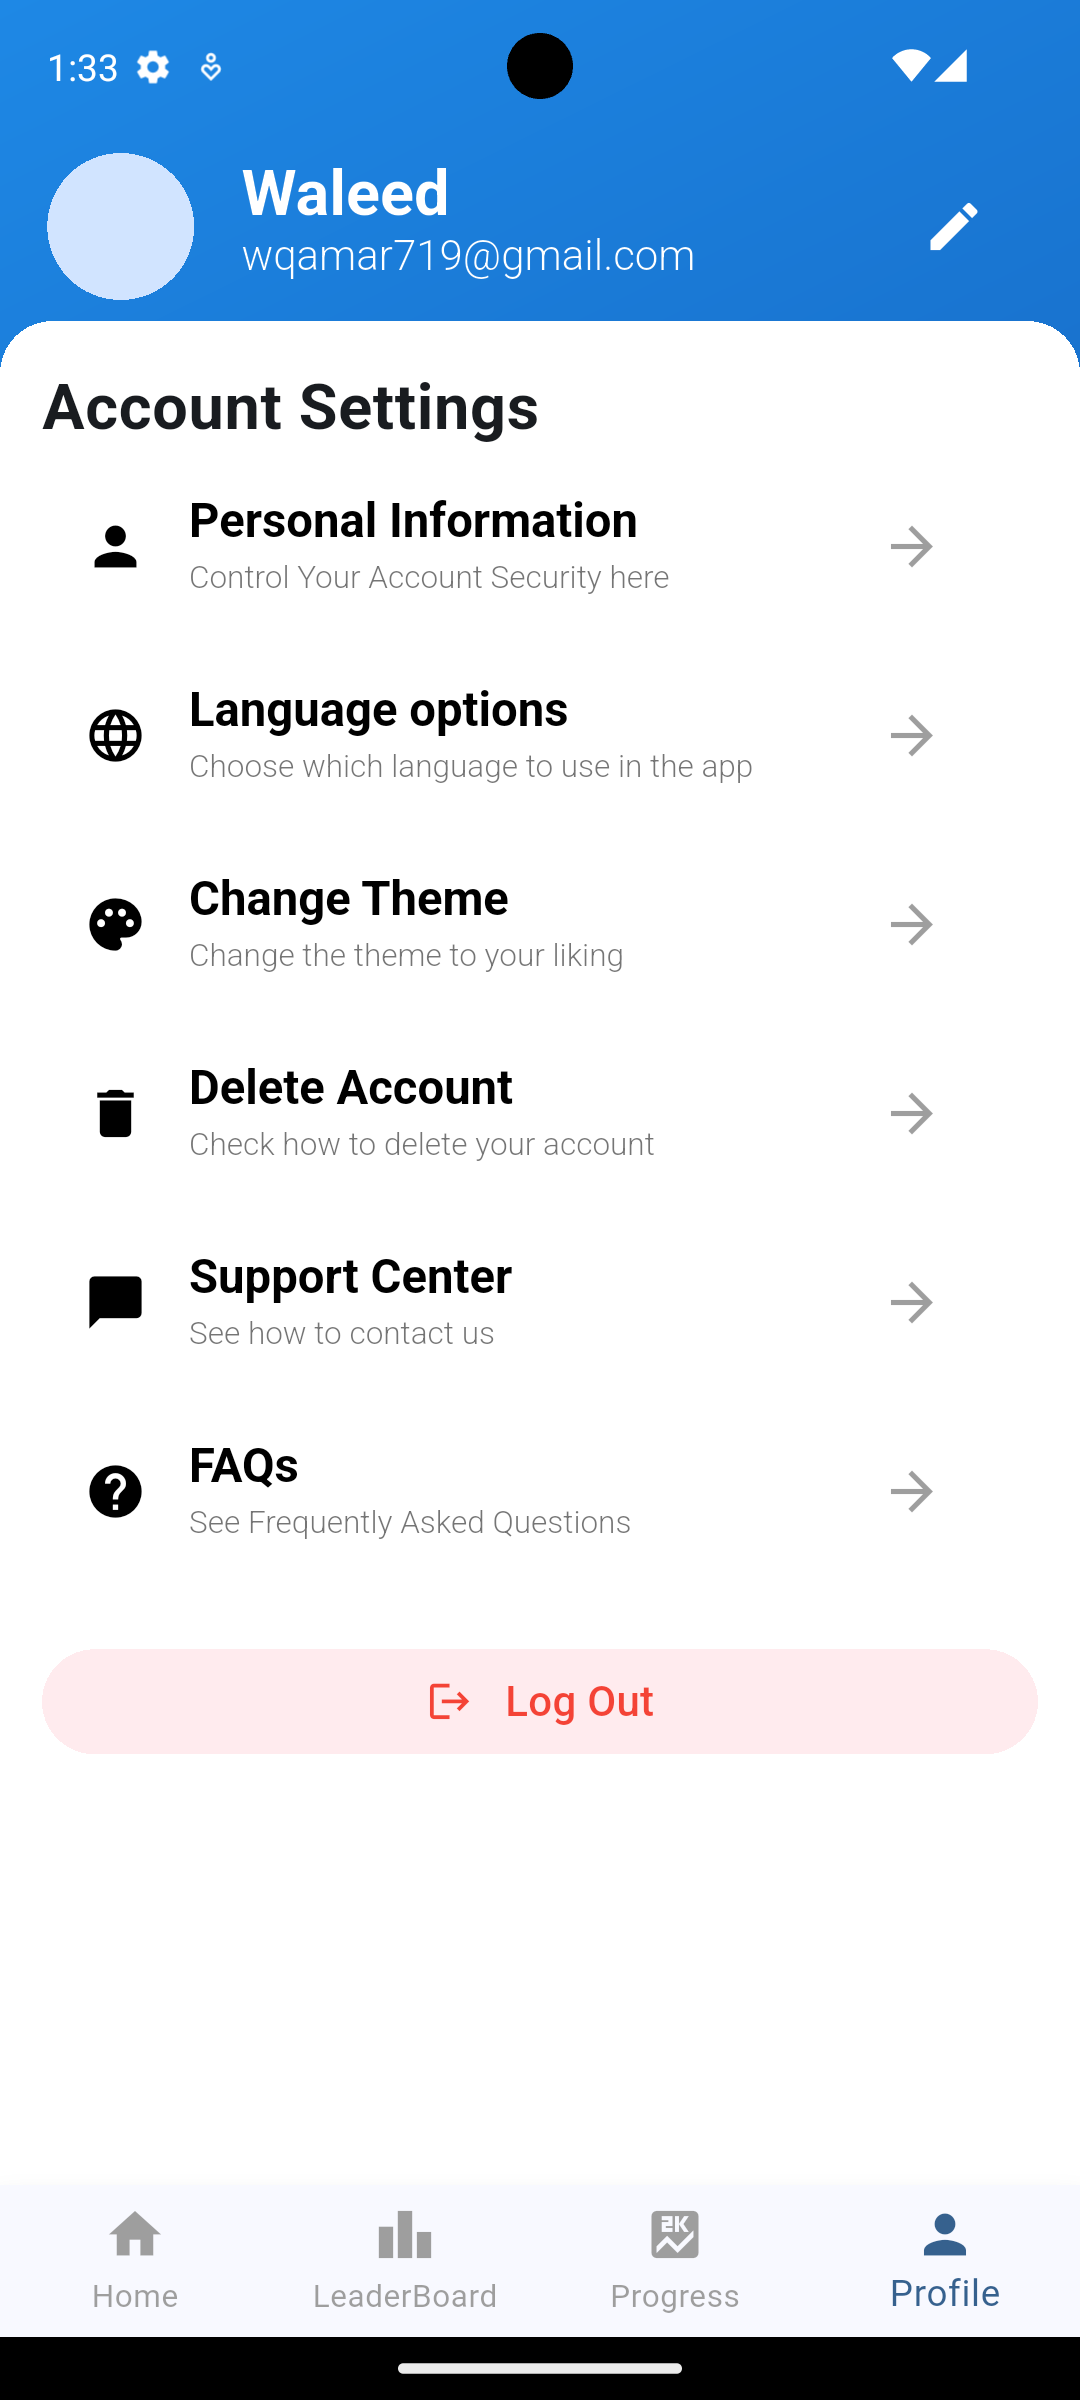 1:33
Waleed
wqamar719@gmail.com
Account Settings
Personal Information
Control Your Account Security here
Language options
Choose which language to use in the app
Change Theme
Change the theme to your liking
Delete Account
Check how to delete your account
Support Center
See how to contact us
FAQs
See Frequently Asked Questions
Log Out
Home
LeaderBoard
Progress
Profile